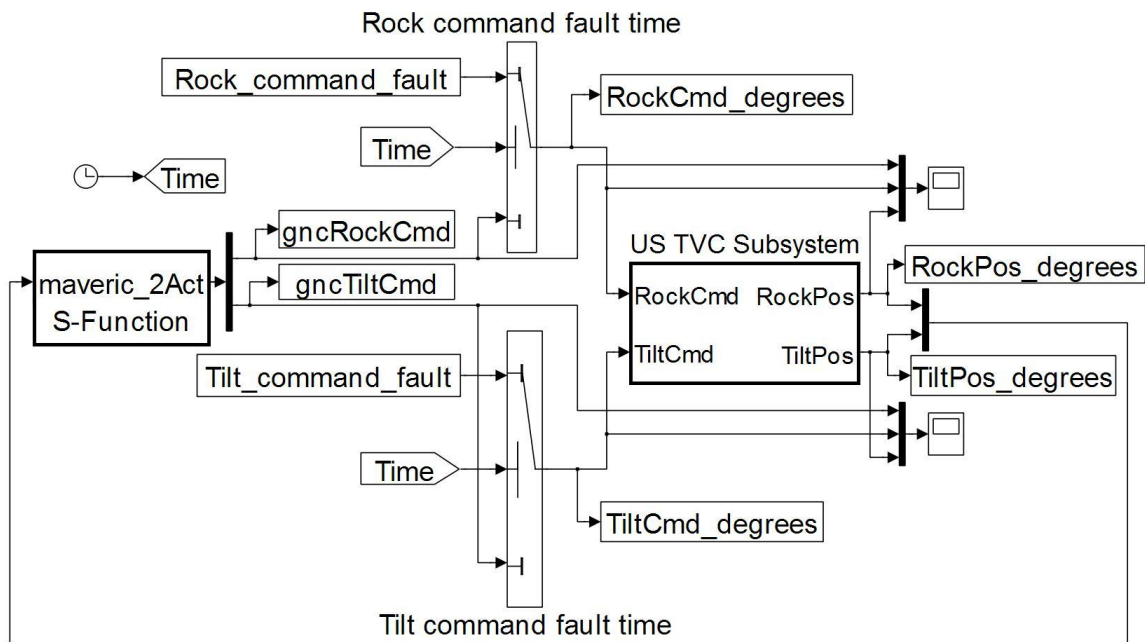 Rock command fault time
Rock_command_fault
RockCmd_degrees
Time
Time
gncRockCmd
US TVC Subsystem
RockPos_degrees
maveric_2Act
S-Function
gncTiltCmd
RockCmd
RockPos
TiltCmd
TiltPos
Tilt_command_fault
TiltPos_degrees
Time
TiltCmd_degrees
Tilt command fault time